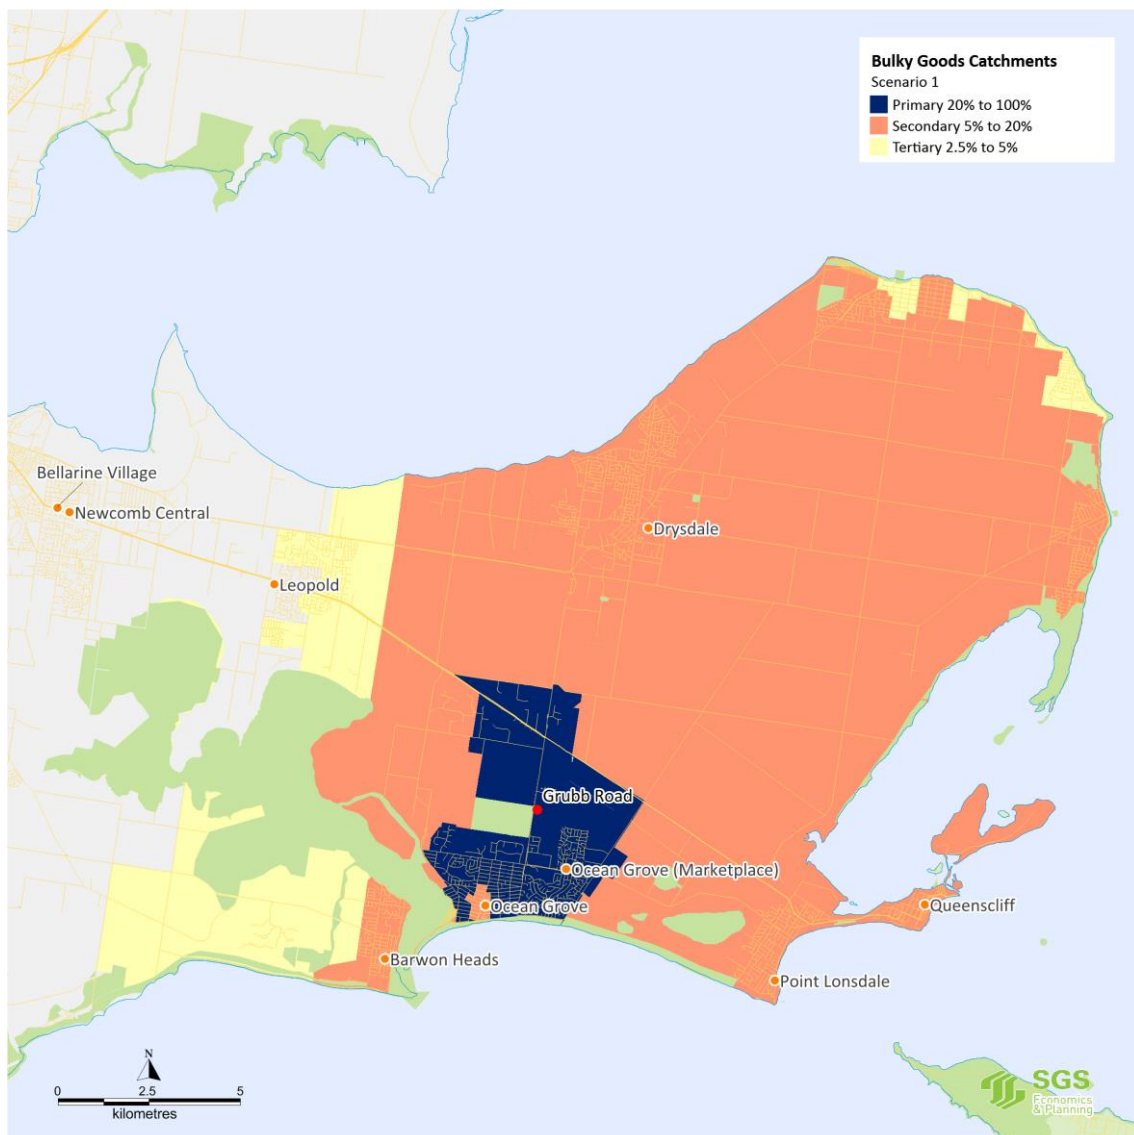 Bulky Goods Catchments
Scenario 1
Primary 20% to 100%
Secondary 5% to 20%
Tertiary 2.5% to 5%
Bellarine Village
Newcomb Central
Drysdale
Leopold
Grubb Road
Ocean Grove (Marketplace)
Ocean Grove
Queenscliff
Barwon Heads
Point Lonsdale
N
0 2.5 5
kilometres
SGS
Economics
& Planning